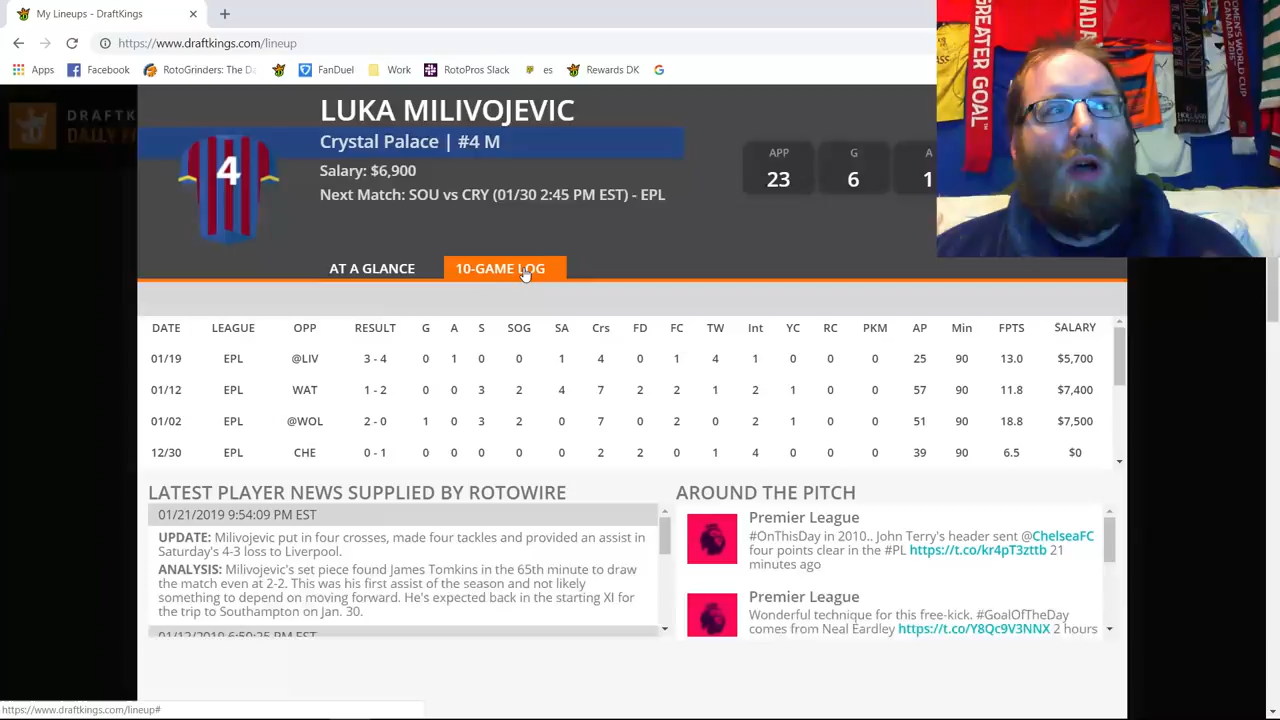 My Lineups - DraftKings
https://www.draftkings.com/lineup
Apps Facebook RotoGrinders: The Da FanDuel Work RotoPros Slack es Rewards DK
LUKA MILIVOJEVIC
Crystal Palace | #4 M
Salary: $6,900
Next Match: SOU vs CRY (01/30 2:45 PM EST) - EPL
4
APP G A
23 6 1
AT A GLANCE 10-GAME LOG
DATE LEAGUE OPP RESULT G A S SOG SA Crs FD FC TW Int YC RC PKM AP Min FPTS SALARY
01/19 EPL @LIV 3 - 4 0 1 0 0 1 4 0 1 4 1 0 0 0 25 90 13.0 $5,700
01/12 EPL WAT 1 - 2 0 0 3 2 4 7 2 2 1 2 1 0 0 57 90 11.8 $7,400
01/02 EPL @WOL 2 - 0 1 0 3 2 0 7 0 2 0 2 1 0 0 51 90 18.8 $7,500
12/30 EPL CHE 0 - 1 0 0 0 0 0 2 2 0 1 4 0 0 0 39 90 6.5 $0
LATEST PLAYER NEWS SUPPLIED BY ROTOWIRE
01/21/2019 9:54:09 PM EST
UPDATE: Milivojevic put in four crosses, made four tackles and provided an assist in
Saturday's 4-3 loss to Liverpool.
ANALYSIS: Milivojevic's set piece found James Tomkins in the 65th minute to draw
the match even at 2-2. This was his first assist of the season and not likely
something to depend on moving forward. He's expected back in the starting XI for
the trip to Southampton on Jan. 30.
AROUND THE PITCH
Premier League
#OnThisDay in 2010.. John Terry's header sent @ChelseaFC
four points clear in the #PL https://t.co/kr4pT3zttb 21
minutes ago
Premier League
Wonderful technique for this free-kick. #GoalOfTheDay
comes from Neal Eardley https://t.co/Y8Qc9V3NNX 2 hours
https://www.draftkings.com/lineup#
GREATER GOAL